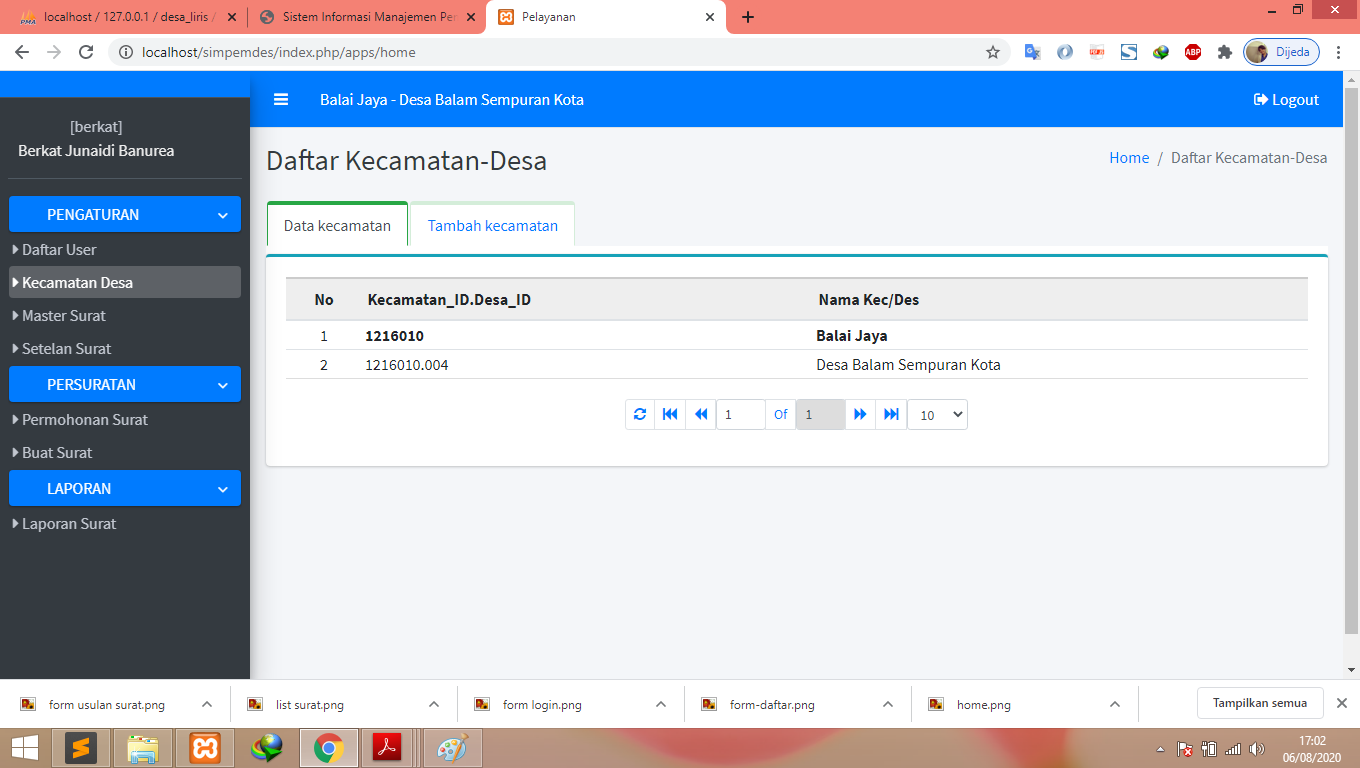 localhost / 127.0.0.1 / desa_liris /
Sistem Informasi Manajemen Pem
Pelayanan
localhost/simpemdes/index.php/apps/home
ABP
Dijeda
[berkat]
Berkat Junaidi Banurea
PENGATURAN
Daftar User
Kecamatan Desa
Master Surat
Setelan Surat
PERSURATAN
Permohonan Surat
Buat Surat
LAPORAN
Laporan Surat
Balai Jaya - Desa Balam Sempuran Kota
Logout
Daftar Kecamatan-Desa
Home / Daftar Kecamatan-Desa
Data kecamatan
Tambah kecamatan
No Kecamatan_ID.Desa_ID Nama Kec/Des
1 1216010 Balai Jaya
2 1216010.004 Desa Balam Sempuran Kota
1 Of 1 10
form usulan surat.png
list surat.png
form login.png
form-daftar.png
home.png
Tampilkan semua
17:02
06/08/2020